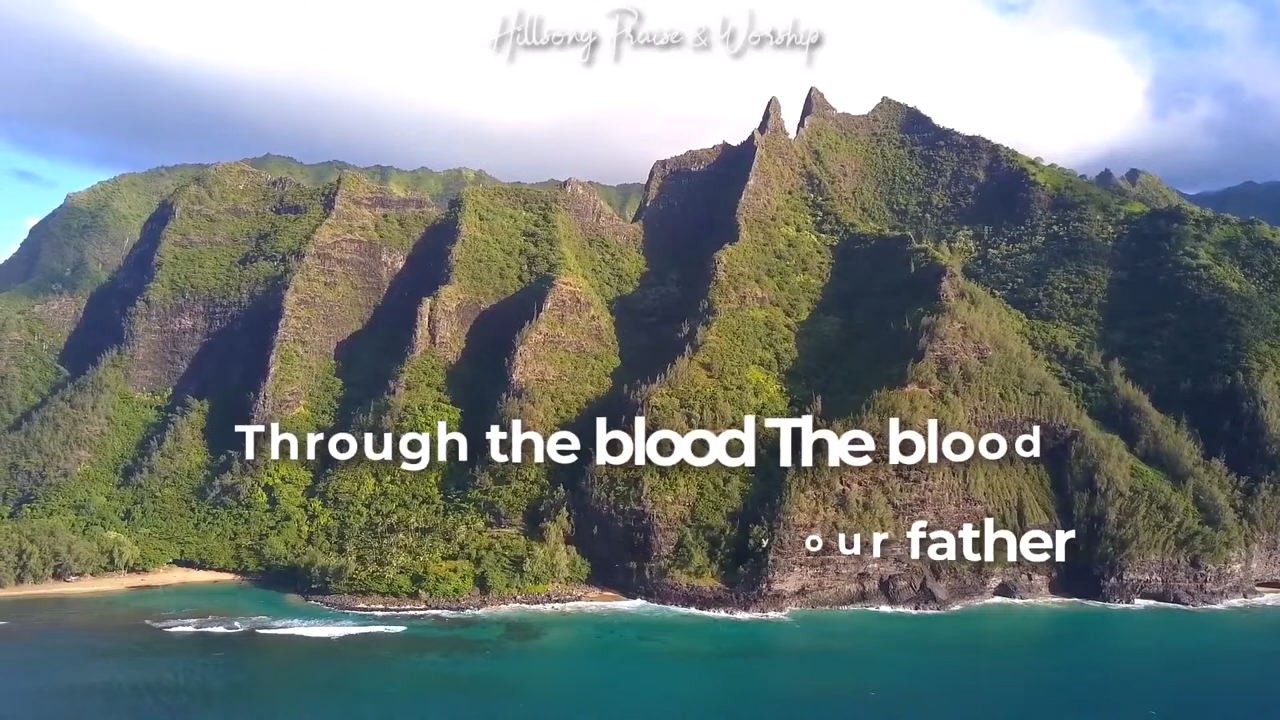 Hillsong Praise & Worship
Through the blood The blood
our father